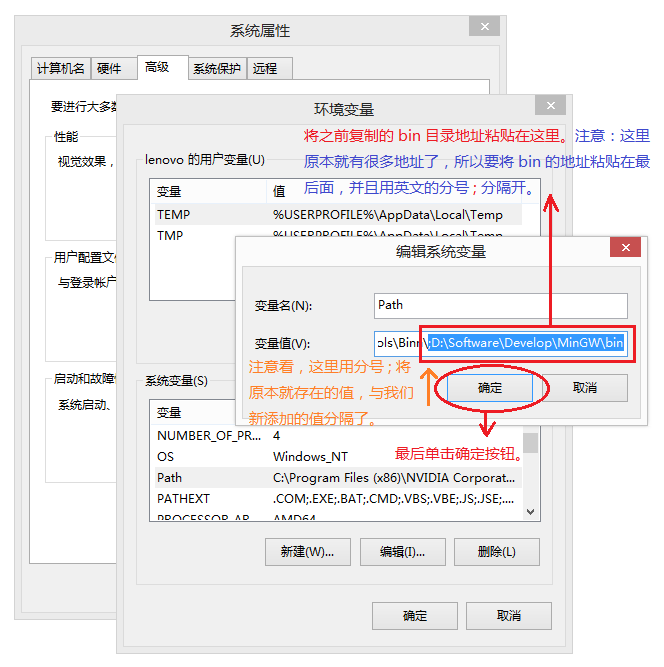 系统属性
计算机名
硬件
高级
系统保护
远程
要进行大多数
性能
视觉效果，
用户配置文件
与登录帐户
启动和故障
系统启动、
环境变量
将之前复制的 bin 目录地址粘贴在这里。注意：这里
原本就有很多地址了，所以要将 bin 的地址粘贴在最
后面，并且用英文的分号 ; 分隔开。
lenovo 的用户变量(U)
变量 值
TEMP %USERPROFILE%\AppData\Local\Temp
TMP %USERPROFILE%\AppData\Local\Temp
编辑系统变量
变量名(N): Path
变量值(V): ols\Binn\;D:\Software\Develop\MinGW\bin
注意看，这里用分号 ; 将
原本就存在的值，与我们
新添加的值分隔了。
确定 取消
最后单击确定按钮。
系统变量(S)
变量
NUMBER_OF_PR... 4
OS Windows_NT
Path C:\Program Files (x86)\NVIDIA Corporat...
PATHEXT .COM;.EXE;.BAT;.CMD;.VBS;.VBE;.JS;.JSE;....
PROCESSOR_AR AMD64
新建(W)... 编辑(I)... 删除(L)
确定 取消